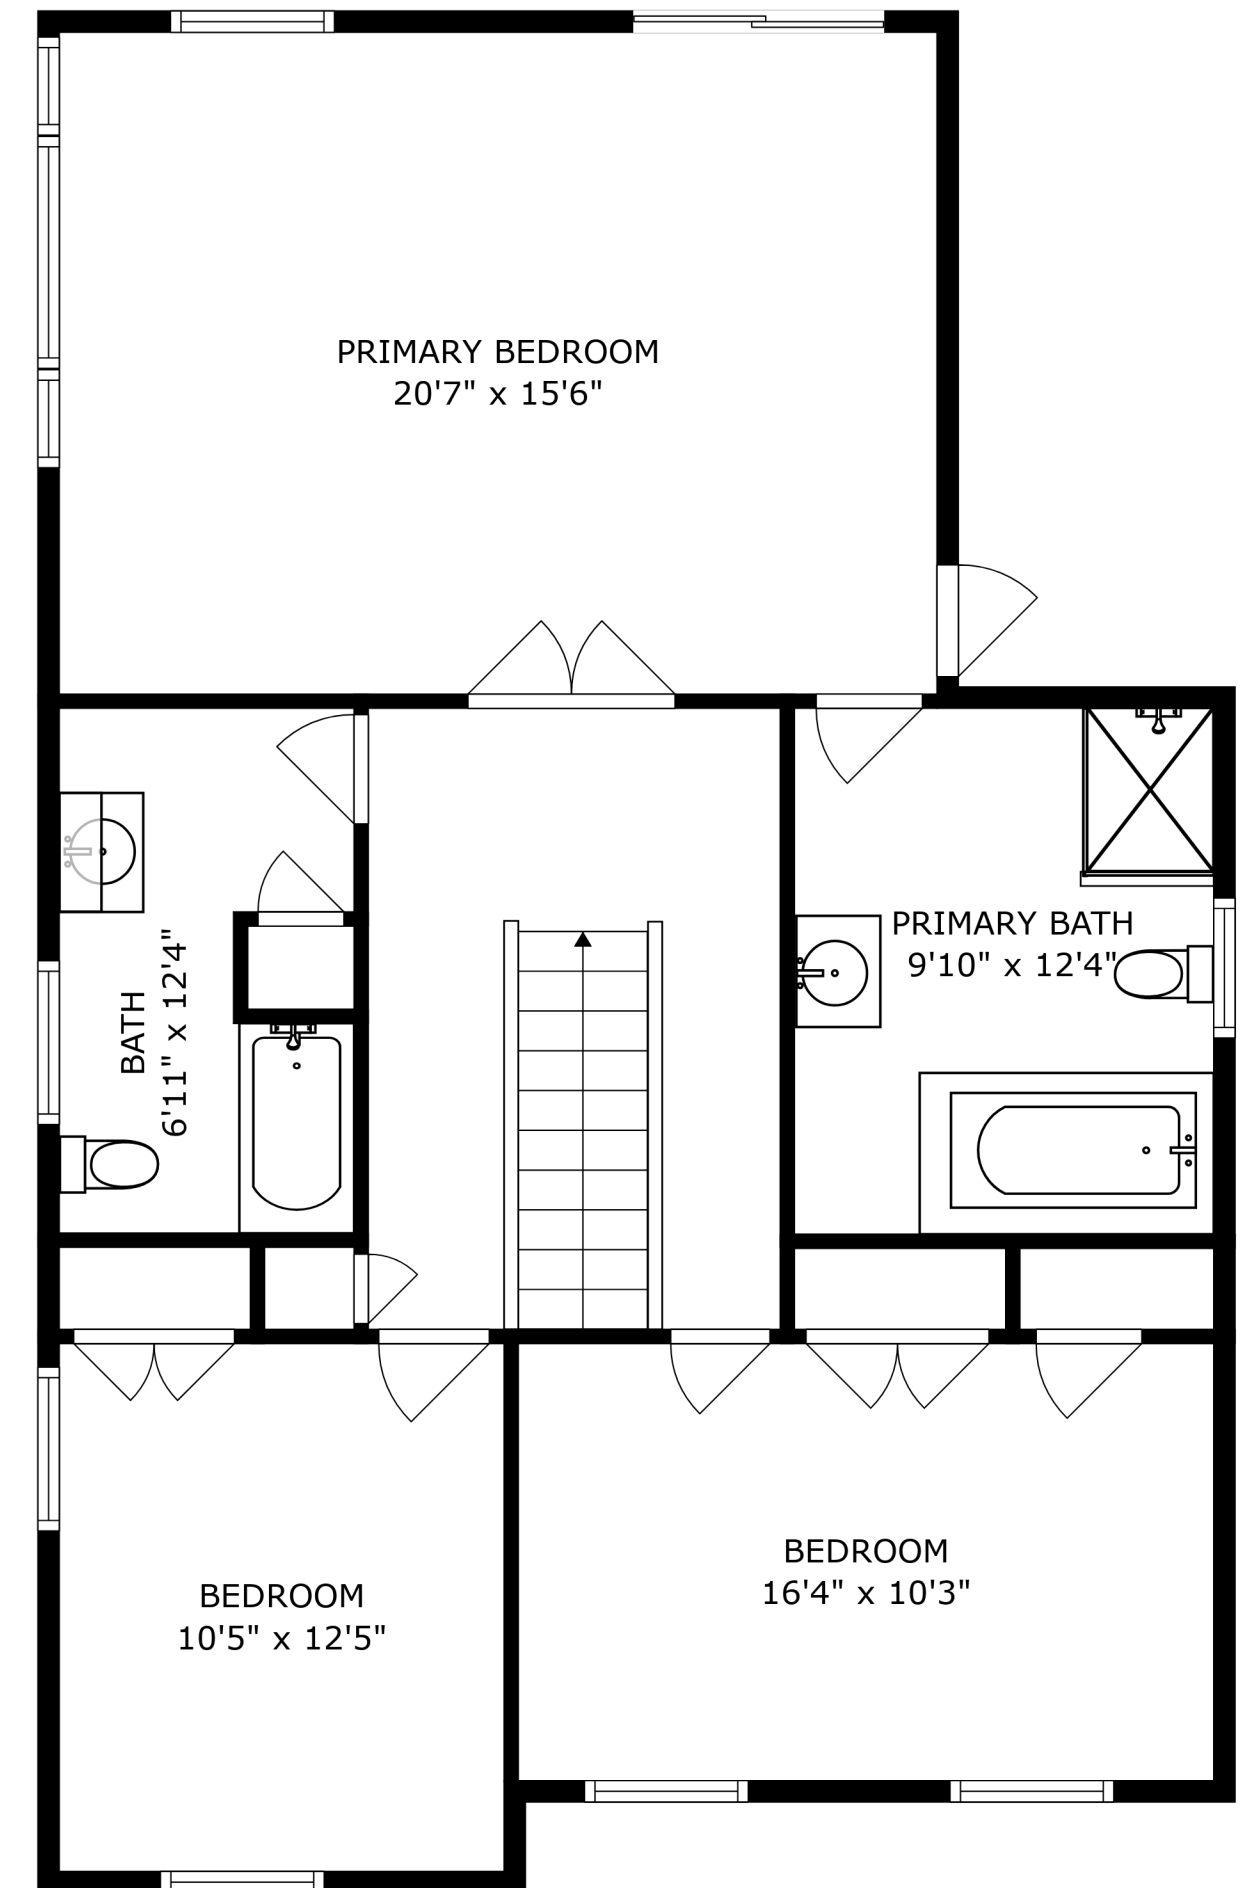 PRIMARY BEDROOM
20'7" x 15'6"
PRIMARY BATH
9'10" x 12'4"
BATH
6'11" x 12'4"
BEDROOM
16'4" x 10'3"
BEDROOM
10'5" x 12'5"